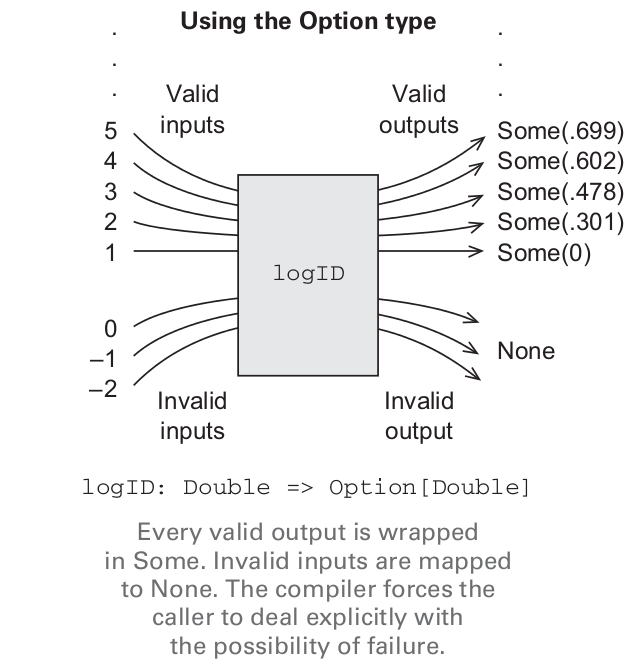 Using the Option type
.
.
.
.
.
.
Valid
inputs
Valid
outputs
5
4
3
2
1
0
–1
–2
logID
Some(.699)
Some(.602)
Some(.478)
Some(.301)
Some(0)
None
Invalid
inputs
Invalid
output
logID: Double => Option[Double]
Every valid output is wrapped
in Some. Invalid inputs are mapped
to None. The compiler forces the
caller to deal explicitly with
the possibility of failure.